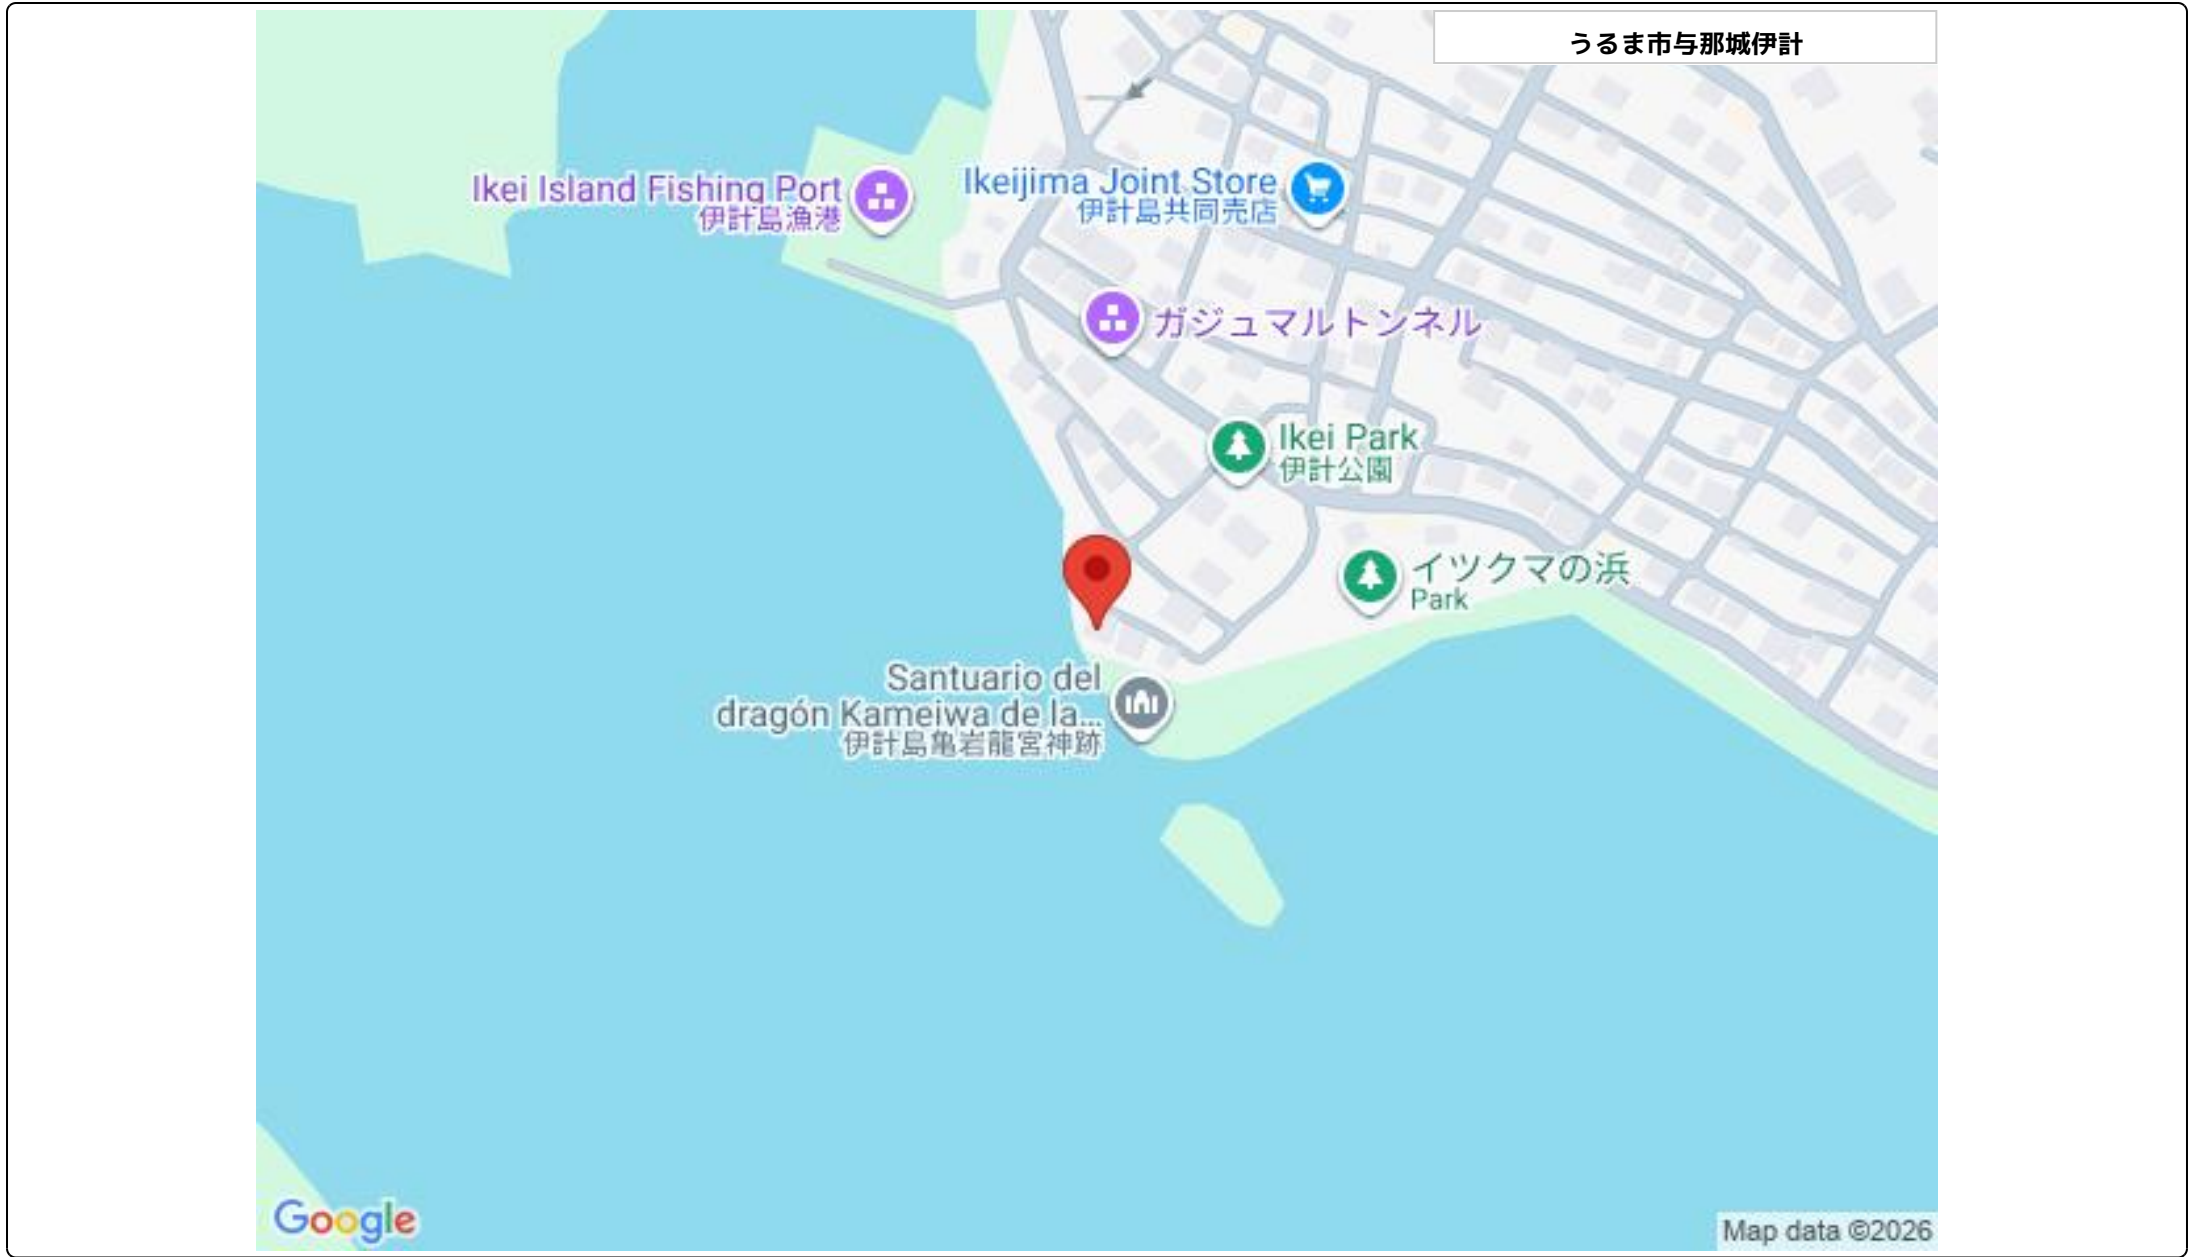 うるま市与那城伊計
Ikei Island Fishing Port
伊計島漁港
Ikeijima Joint Store
伊計島共同売店
ガジュマルトンネル
Ikei Park
伊計公園
イツクマの浜
Park
Santuario del
dragón Kameiwa de la...
伊計島亀岩龍宮神跡
Google
Map data ©2026